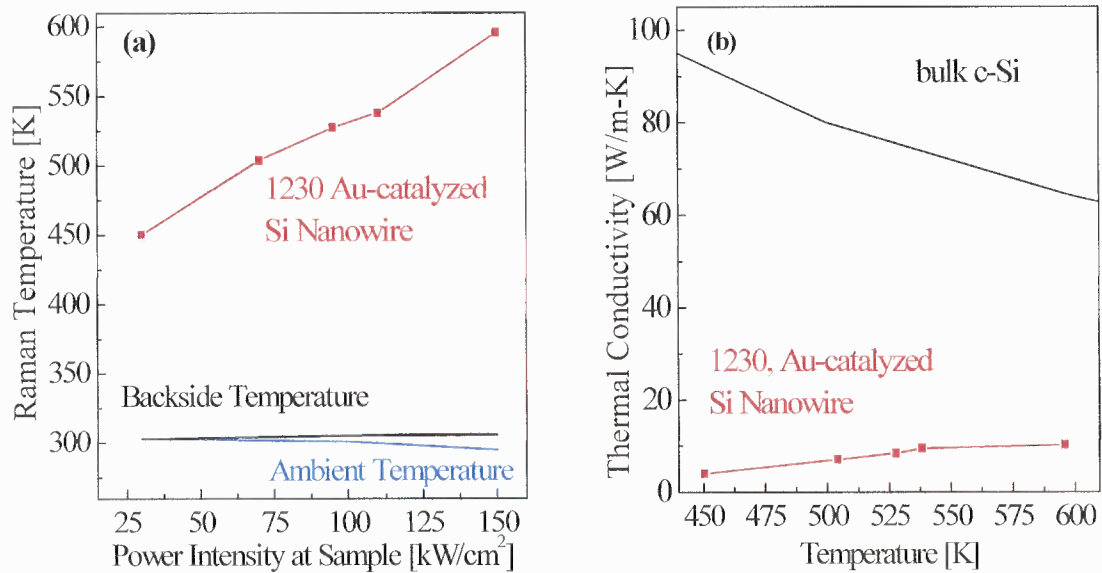 (a)
600
550
500
450
400
350
300
Raman Temperature [K]
1230 Au-catalyzed
Si Nanowire
Backside Temperature
Ambient Temperature
25 50 75 100 125 150
Power Intensity at Sample [kW/cm²]
(b)
100
80
60
40
20
0
Thermal Conductivity [W/m-K]
bulk c-Si
1230, Au-catalyzed
Si Nanowire
450 475 500 525 550 575 600
Temperature [K]